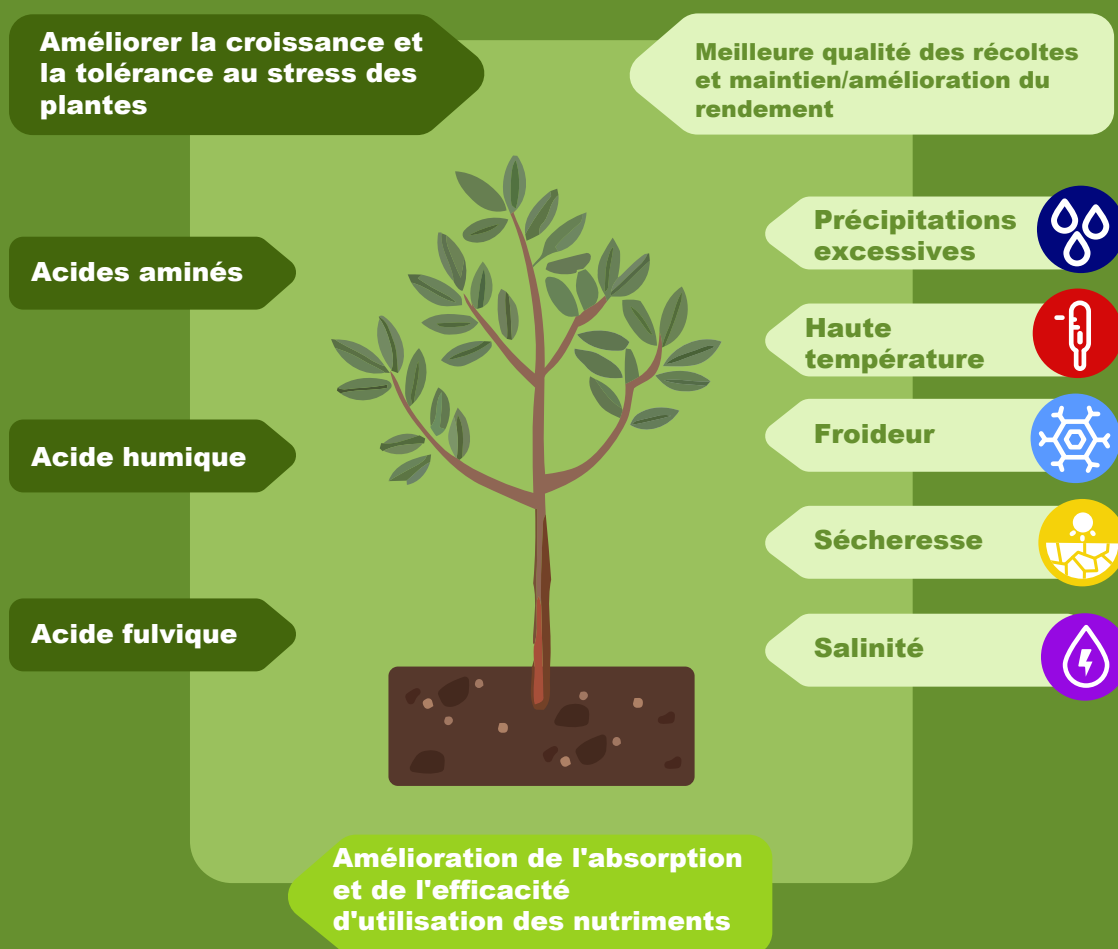 Améliorer la croissance et
la tolérance au stress des
plantes
Meilleure qualité des récoltes
et maintien/amélioration du
rendement
Acides aminés
Acide humique
Acide fulvique
Précipitations
excessives
Haute
température
Froideur
Sécheresse
Salinité
Amélioration de l'absorption
et de l'efficacité
d'utilisation des nutriments